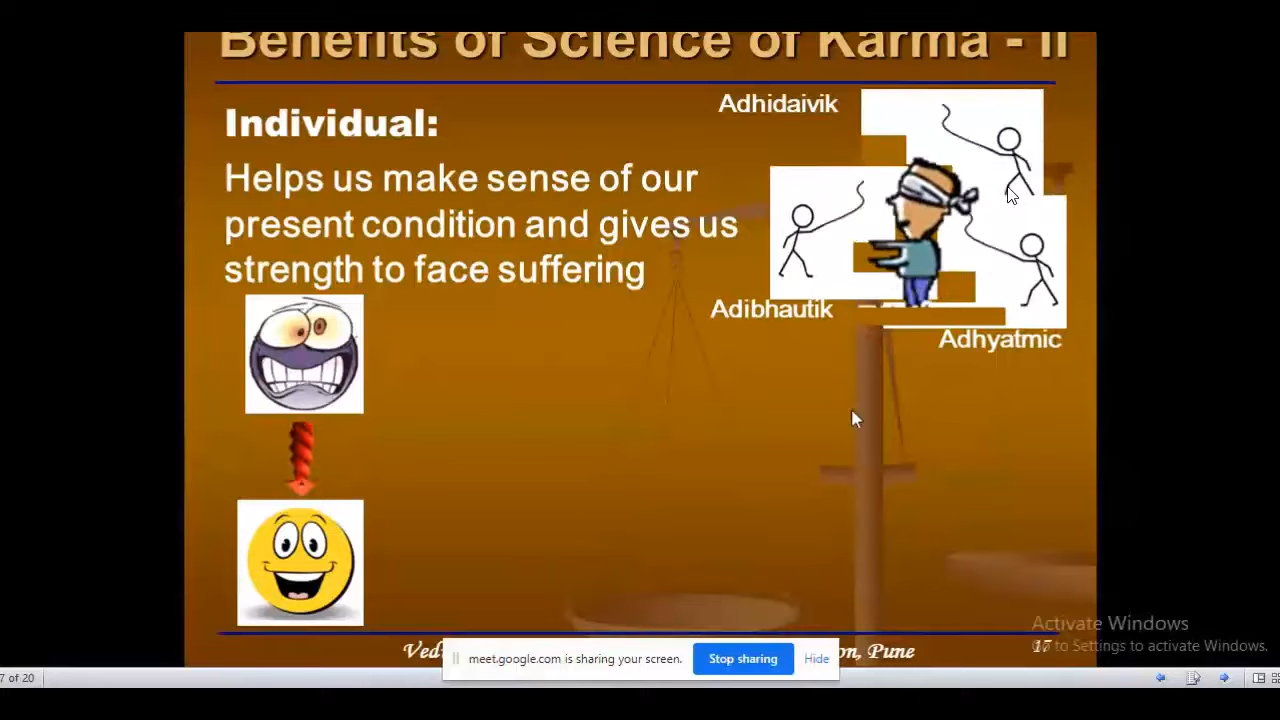 Benefits of Science of Karma - II
Adhidaivik
Individual:
Helps us make sense of our
present condition and gives us
strength to face suffering
Adibhautik
Adhyatmic
Activate Windows
Go to Settings to activate Windows.
Pune
17
meet.google.com is sharing your screen.
Stop sharing
Hide
7 of 20